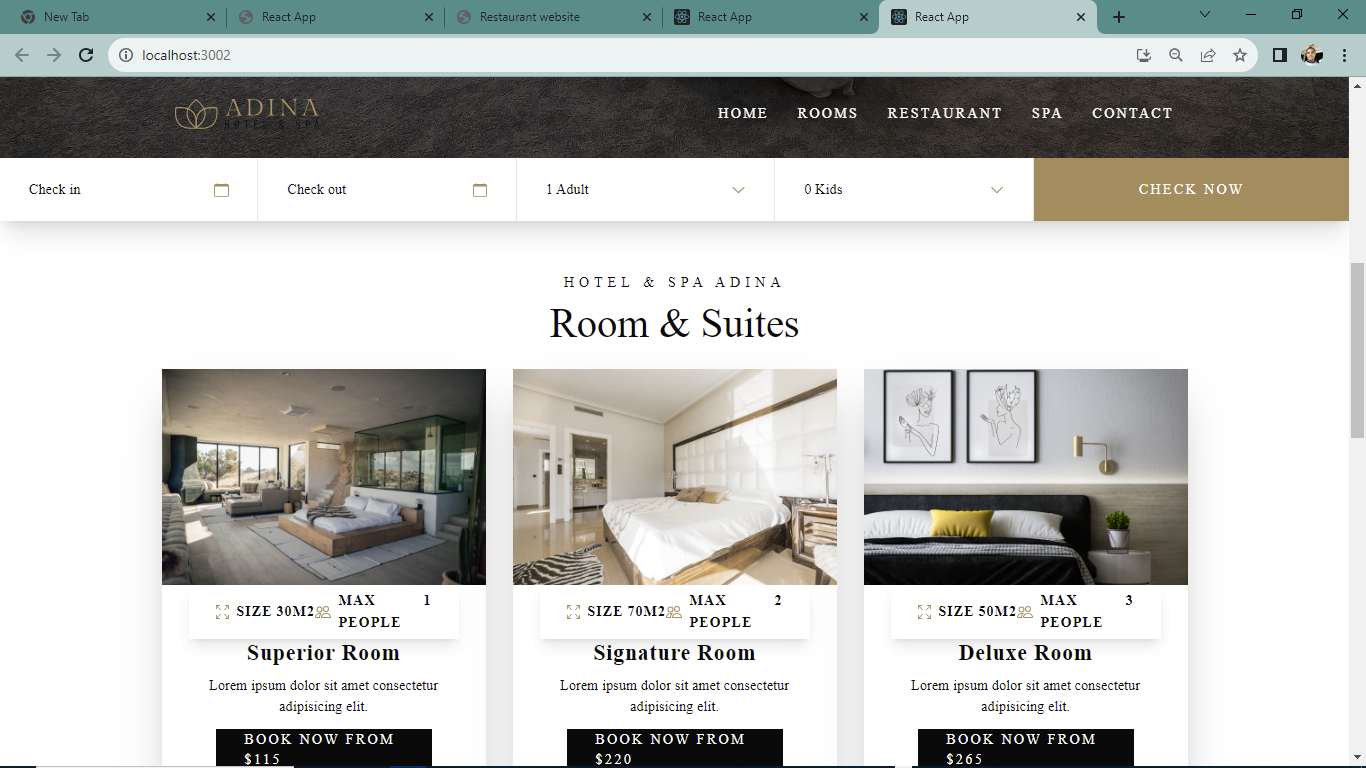 New Tab
React App
Restaurant website
React App
React App
localhost:3002
ADINA
HOTEL & SPA
HOME ROOMS RESTAURANT SPA CONTACT
Check in
Check out
1 Adult
0 Kids
CHECK NOW
HOTEL & SPA ADINA
Room & Suites
SIZE 30M2
MAX 1
PEOPLE
Superior Room
Lorem ipsum dolor sit amet consectetur
adipisicing elit.
BOOK NOW FROM
$115
SIZE 70M2
MAX 2
PEOPLE
Signature Room
Lorem ipsum dolor sit amet consectetur
adipisicing elit.
BOOK NOW FROM
$220
SIZE 50M2
MAX 3
PEOPLE
Deluxe Room
Lorem ipsum dolor sit amet consectetur
adipisicing elit.
BOOK NOW FROM
$265